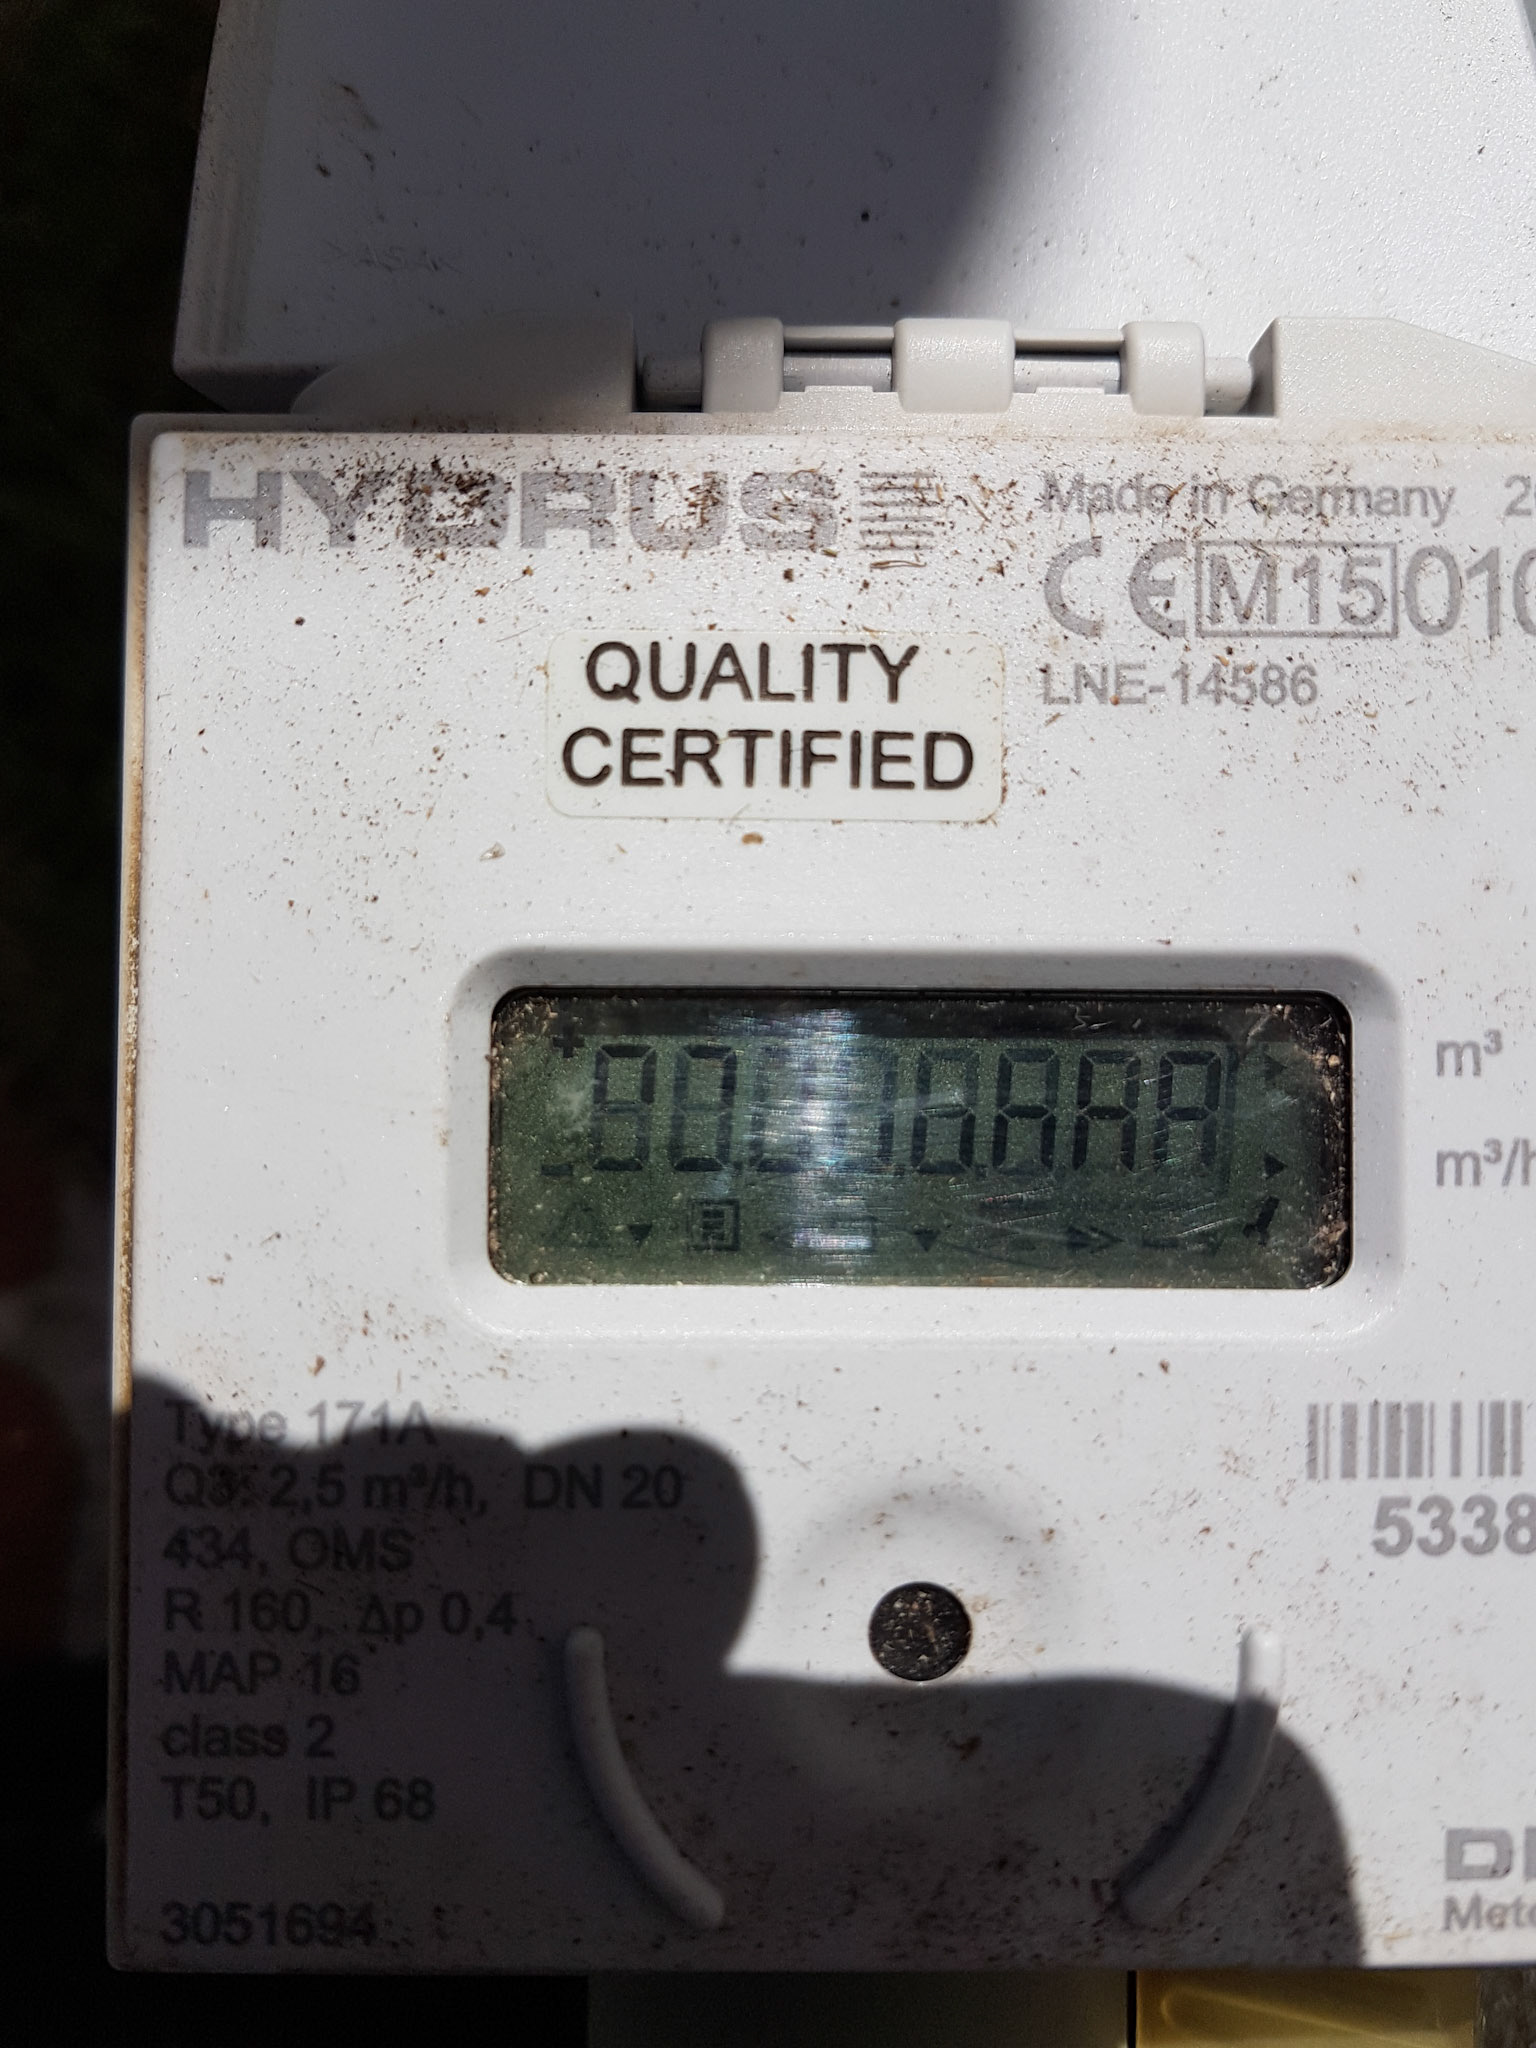 HYDRUS
Made in Germany
CE M15 010
LNE-14586
QUALITY
CERTIFIED
m³
m³/h
Type 171A
Q3: 2,5 m³/h, DN 20
434, OMS
R 160, Δp 0,4
MAP 16
class 2
T50, IP 68
5338
3051694